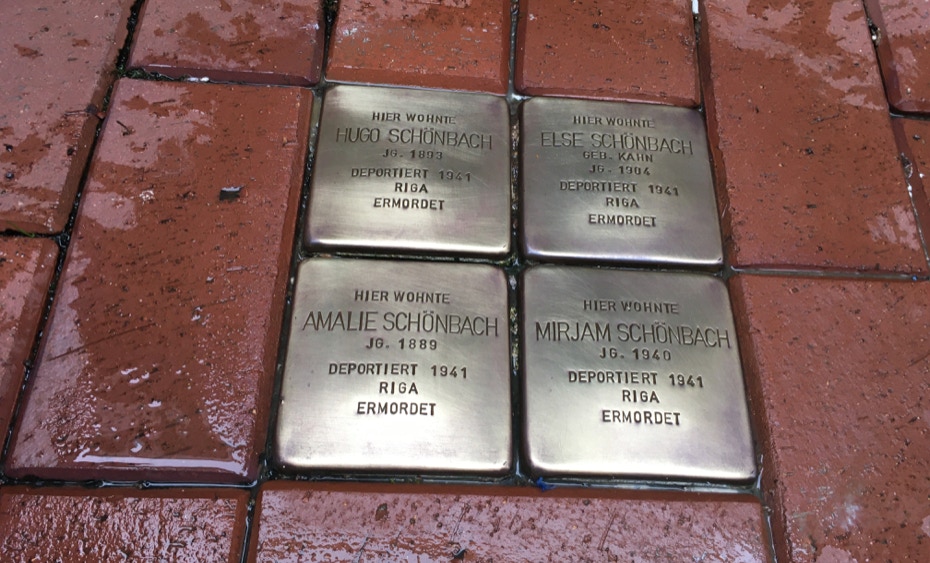 HIER WOHNTE
HUGO SCHÖNBACH
JG. 1893
DEPORTIERT 1941
RIGA
ERMORDET
HIER WOHNTE
ELSE SCHÖNBACH
GEB. KAHN
JG. 1904
DEPORTIERT 1941
RIGA
ERMORDET
HIER WOHNTE
AMALIE SCHÖNBACH
JG. 1889
DEPORTIERT 1941
RIGA
ERMORDET
HIER WOHNTE
MIRJAM SCHÖNBACH
JG. 1940
DEPORTIERT 1941
RIGA
ERMORDET